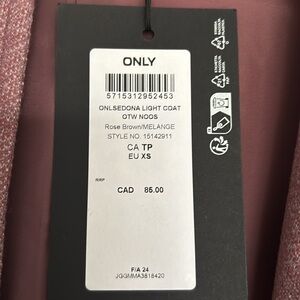 ONLY
5715312952453
ONLSEDONA LIGHT COAT
OTW NOOS
Rose Brown/MELANGE
STYLE NO. 15142911
CA TP
EU XS
RRP
CAD 85.00
F/A 24
JGGMMA3818420